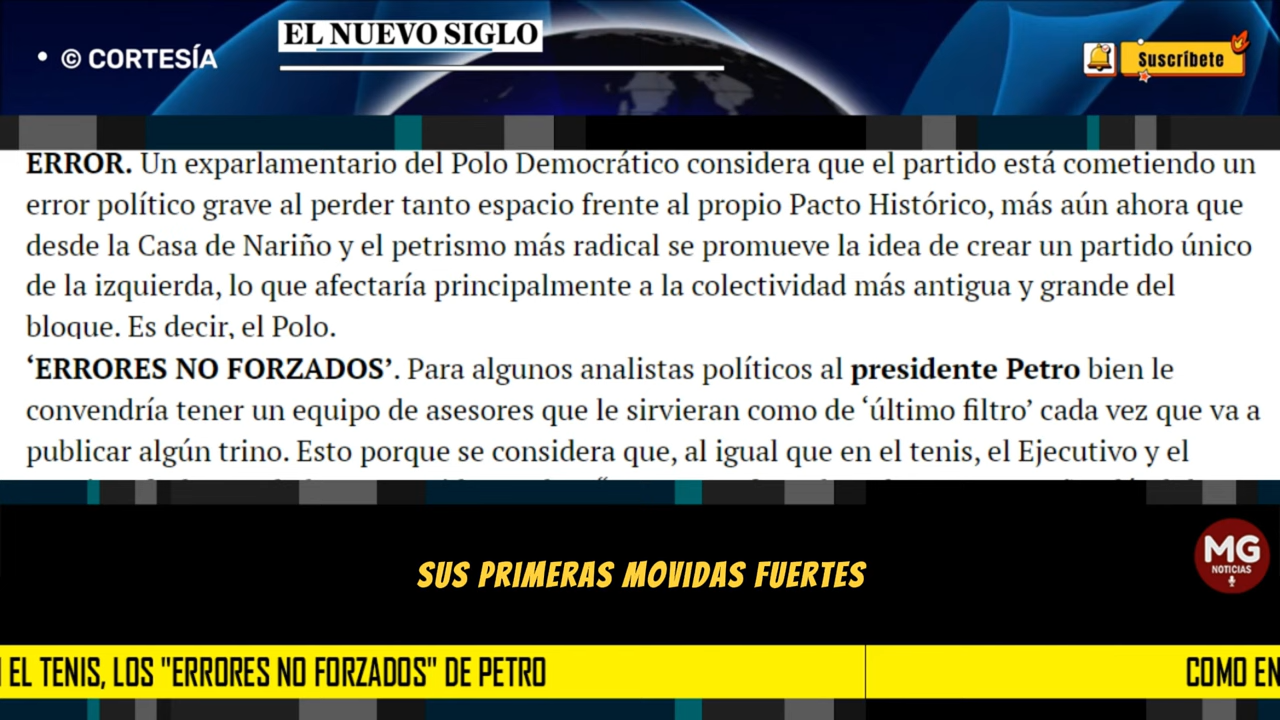 • © CORTESÍA
EL NUEVO SIGLO
Suscríbete
ERROR. Un exparlamentario del Polo Democrático considera que el partido está cometiendo un
error político grave al perder tanto espacio frente al propio Pacto Histórico, más aún ahora que
desde la Casa de Nariño y el petrismo más radical se promueve la idea de crear un partido único
de la izquierda, lo que afectaría principalmente a la colectividad más antigua y grande del
bloque. Es decir, el Polo.
‘ERRORES NO FORZADOS’. Para algunos analistas políticos al presidente Petro bien le
convendría tener un equipo de asesores que le sirvieran como de ‘último filtro’ cada vez que va a
publicar algún trino. Esto porque se considera que, al igual que en el tenis, el Ejecutivo y el
SUS PRIMERAS MOVIDAS FUERTES
MG
NOTICIAS
EL TENIS, LOS "ERRORES NO FORZADOS" DE PETRO
COMO EN